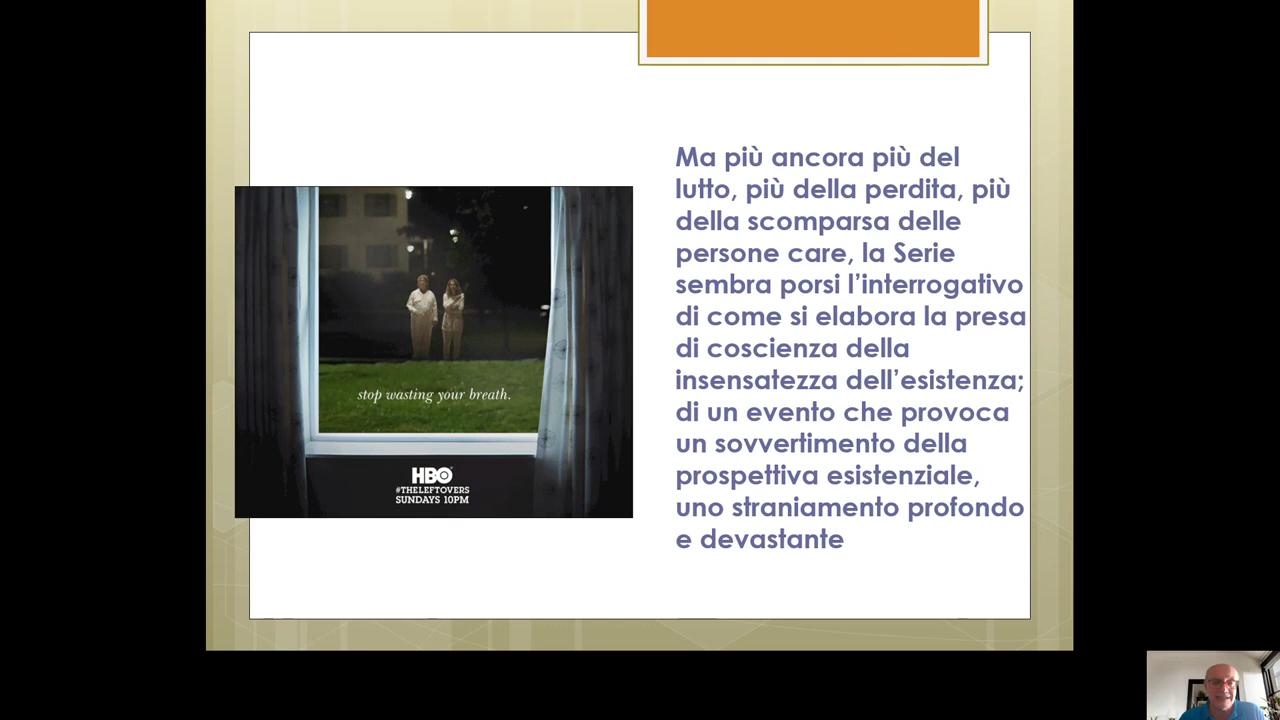 Ma più ancora più del
lutto, più della perdita, più
della scomparsa delle
persone care, la Serie
sembra porsi l’interrogativo
di come si elabora la presa
di coscienza della
insensatezza dell’esistenza;
di un evento che provoca
un sovvertimento della
prospettiva esistenziale,
uno straniamento profondo
e devastante
stop wasting your breath.
HBO
#THELEFTOVERS
SUNDAYS 10PM